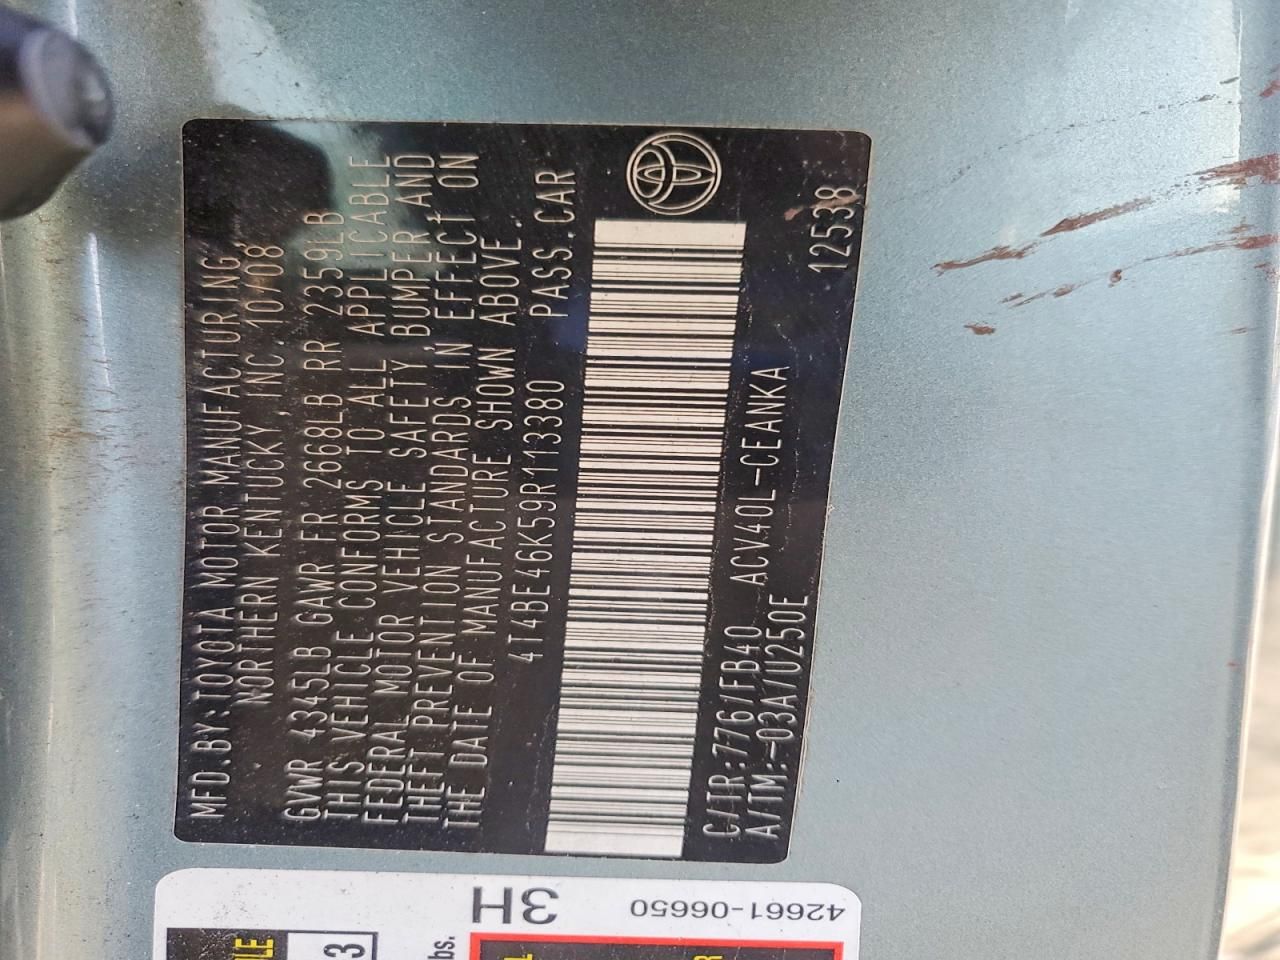 MFD.BY:TOYOTA MOTOR MANUFACTURING,
NORTHERN KENTUCKY, INC. 10/08
GVWR 4345LB GAWR FR 2668LB RR 2359LB
THIS VEHICLE CONFORMS TO ALL APPLICABLE
FEDERAL MOTOR VEHICLE SAFETY, BUMPER AND
THEFT PREVENTION STANDARDS IN EFFECT ON
THE DATE OF MANUFACTURE SHOWN ABOVE.
4T4BE46K59R113380 PASS.CAR
C/TR:776/FB40 ACV40L-CEANKA
A/TM:-03A/U250E 12538
42661-06650
3H
3
lbs.